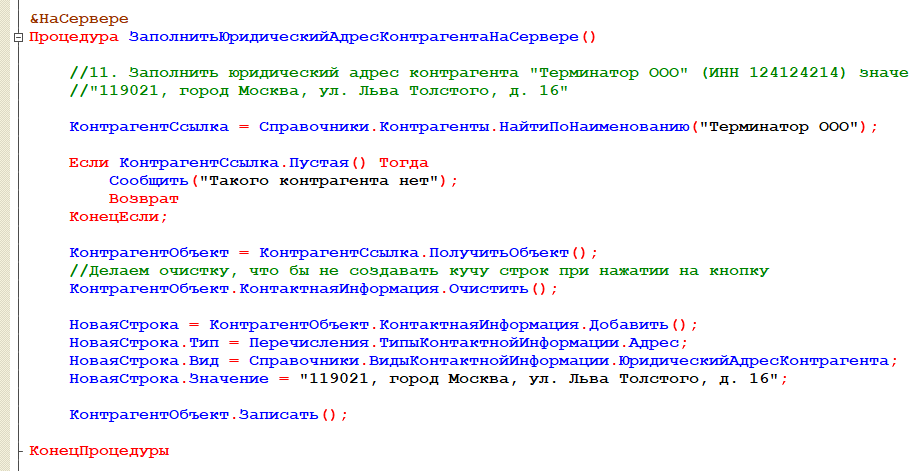 &НаСервере
Процедура ЗаполнитьЮридическийАдресКонтрагентаНаСервере()
//11. Заполнить юридический адрес контрагента "Терминатор ООО" (ИНН 124124214) значе
//"119021, город Москва, ул. Льва Толстого, д. 16"
КонтрагентСсылка = Справочники.Контрагенты.НайтиПоНаименованию("Терминатор ООО");
Если КонтрагентСсылка.Пустая() Тогда
Сообщить("Такого контрагента нет");
Возврат
КонецЕсли;
КонтрагентОбъект = КонтрагентСсылка.ПолучитьОбъект();
//Делаем очистку, что бы не создавать кучу строк при нажатии на кнопку
КонтрагентОбъект.КонтактнаяИнформация.Очистить();
НоваяСтрока = КонтрагентОбъект.КонтактнаяИнформация.Добавить();
НоваяСтрока.Тип = Перечисления.ТипыКонтактнойИнформации.Адрес;
НоваяСтрока.Вид = Справочники.ВидыКонтактнойИнформации.ЮридическийАдресКонтрагента;
НоваяСтрока.Значение = "119021, город Москва, ул. Льва Толстого, д. 16";
КонтрагентОбъект.Записать();
КонецПроцедуры